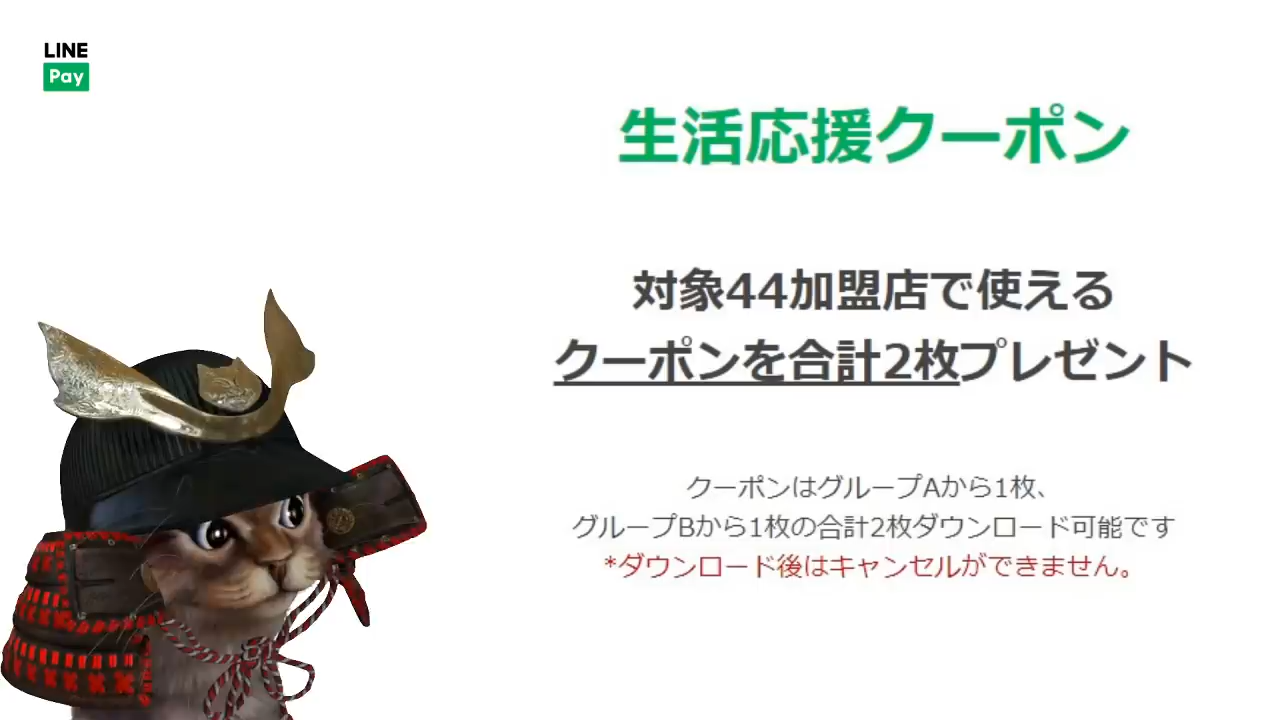 LINE
Pay
生活応援クーポン
対象44加盟店で使える
クーポンを合計2枚プレゼント
クーポンはグループAから1枚、
グループBから1枚の合計2枚ダウンロード可能です
*ダウンロード後はキャンセルができません。